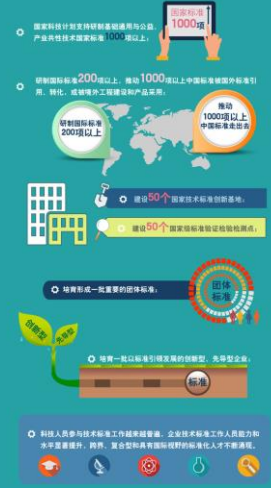 国家标准
1000项
国家科技计划支持研制基础通用与公益、
产业共性技术国家标准1000项以上;
研制国际标准200项以上,推动1000项以上中国标准被国外标准引
用、转化,或被境外工程建设和产品采用;
研制国际标准
200项以上
推动
1000项以上
中国标准走出去
建设50个国家技术标准创新基地;
建设50个国家级标准验证检验检测点;
培育形成一批重要的团体标准;
团体
标准
创新型
先导型
培育一批以标准引领发展的创新型、先导型企业;
标准
科技人员参与技术标准工作越来越普遍,企业技术标准工作人员能力和
水平显著提升,跨界、复合型和具有国际视野的标准化人才不断涌现。